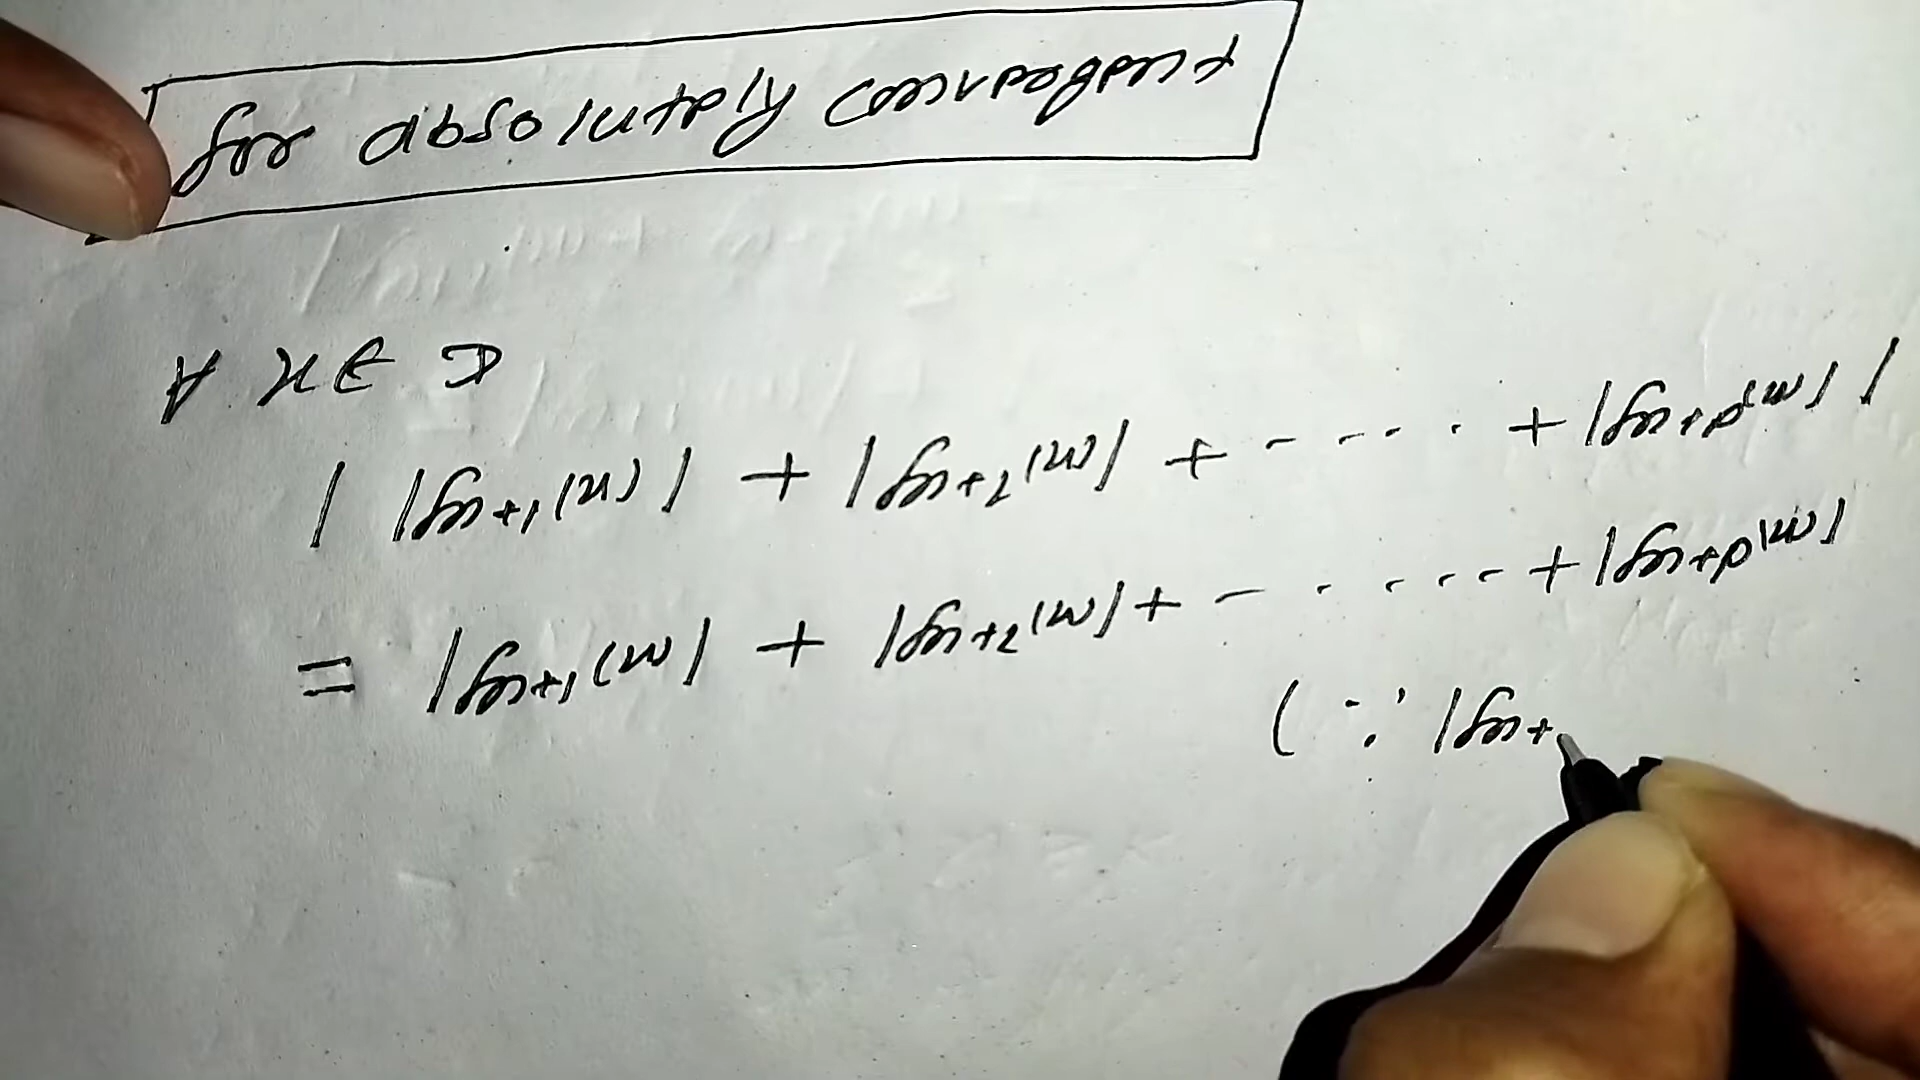 for absolutely convergent
∀ x ∈ D
| |fn+1(x)| + |fn+2(x)| + - - - - . + |fn+p(x)| |
= |fn+1(x)| + |fn+2(x)| + - . . - - - + |fn+p(x)|
( ∵ |fn+